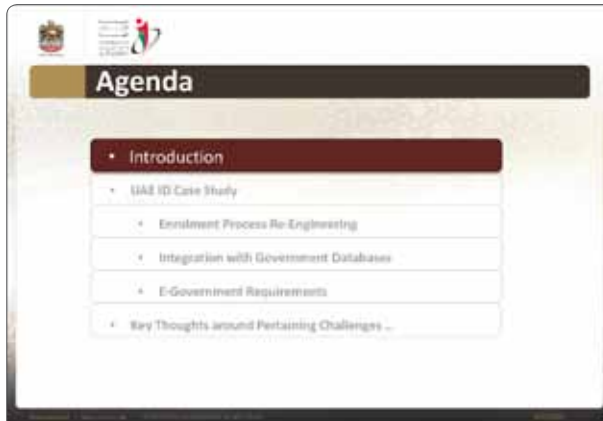 Agenda
• Introduction
• UAE ID Case Study
• Enrolment Process Re-Engineering
• Integration with Government Databases
• E-Government Requirements
• Key Thoughts around Pertaining Challenges ...